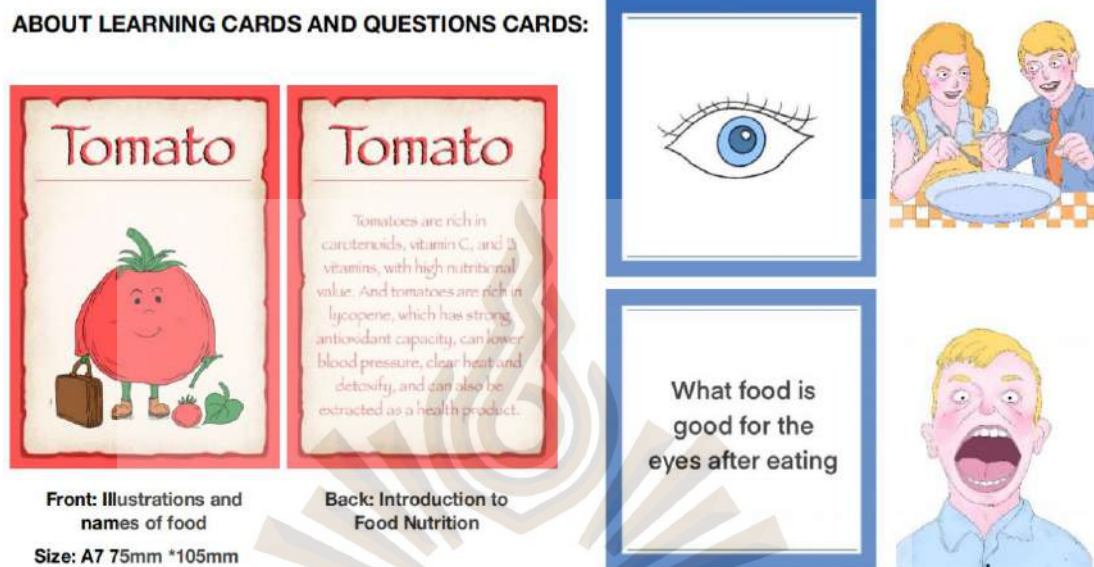 ABOUT LEARNING CARDS AND QUESTIONS CARDS:
Tomato
Front: Illustrations and
names of food
Size: A7 75mm *105mm
Tomato
Tomatoes are rich in
carotenoids, vitamin C, and B
vitamins, with high nutritional
value. And tomatoes are rich in
lycopene, which has strong
antioxidant capacity, can lower
blood pressure, clear heat and
detoxify, and can also be
extracted as a health product.
Back: Introduction to
Food Nutrition
What food is
good for the
eyes after eating